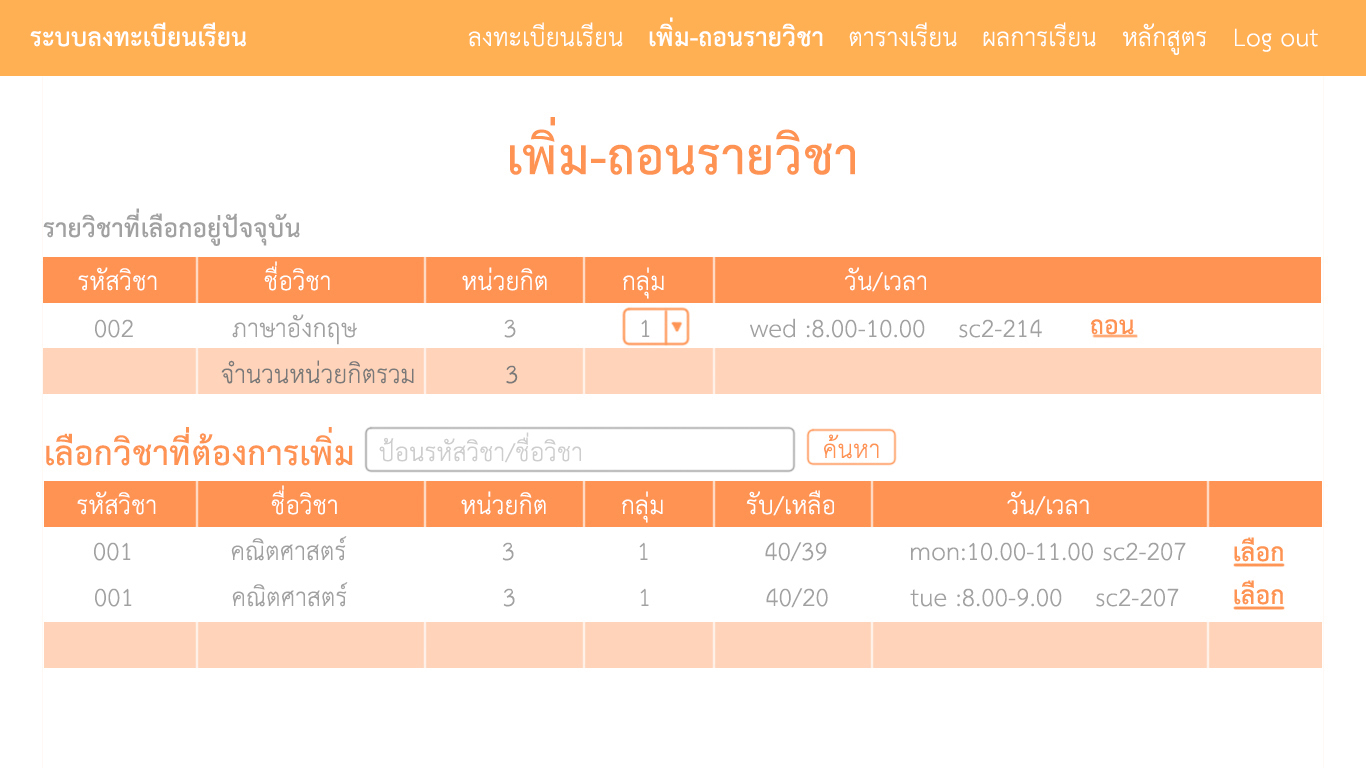 ระบบลงทะเบียนเรียน ลงทะเบียนเรียน เพิ่ม-ถอนรายวิชา ตารางเรียน ผลการเรียน หลักสูตร Log out
เพิ่ม-ถอนรายวิชา
รายวิชาที่เลือกอยู่ปัจจุบัน
รหัสวิชา ชื่อวิชา หน่วยกิต กลุ่ม วัน/เวลา
002 ภาษาอังกฤษ 3 1 wed :8.00-10.00 sc2-214 ถอน
จำนวนหน่วยกิตรวม 3
เลือกวิชาที่ต้องการเพิ่ม ป้อนรหัสวิชา/ชื่อวิชา ค้นหา
รหัสวิชา ชื่อวิชา หน่วยกิต กลุ่ม รับ/เหลือ วัน/เวลา
001 คณิตศาสตร์ 3 1 40/39 mon:10.00-11.00 sc2-207 เลือก
001 คณิตศาสตร์ 3 1 40/20 tue :8.00-9.00 sc2-207 เลือก